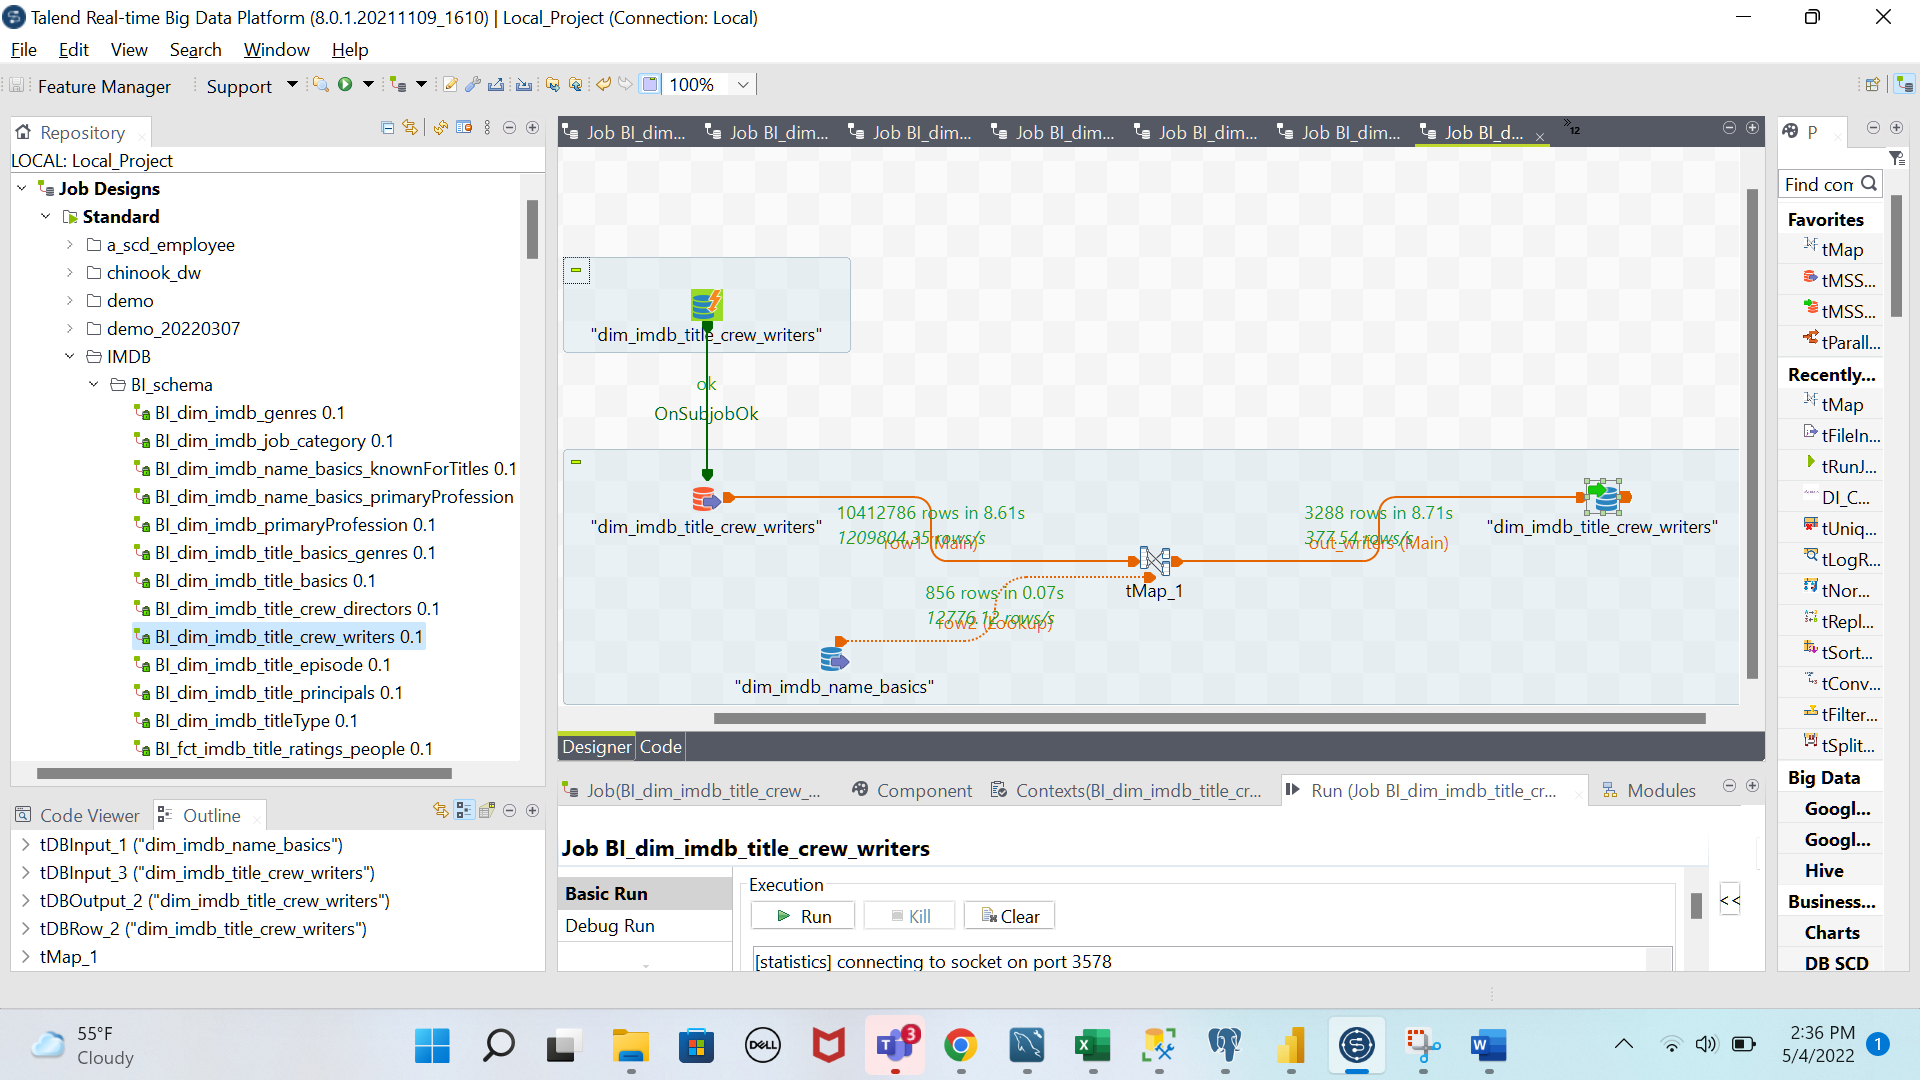 Talend Real-time Big Data Platform (8.0.1.20211109_1610) | Local_Project (Connection: Local)
File Edit View Search Window Help
Feature Manager Support 100%
Repository
LOCAL: Local_Project
Job Designs
Standard
a_scd_employee
chinook_dw
demo
demo_20220307
IMDB
BI_schema
BI_dim_imdb_genres 0.1
BI_dim_imdb_job_category 0.1
BI_dim_imdb_name_basics_knownForTitles 0.1
BI_dim_imdb_name_basics_primaryProfession
BI_dim_imdb_primaryProfession 0.1
BI_dim_imdb_title_basics_genres 0.1
BI_dim_imdb_title_basics 0.1
BI_dim_imdb_title_crew_directors 0.1
BI_dim_imdb_title_crew_writers 0.1
BI_dim_imdb_title_episode 0.1
BI_dim_imdb_title_principals 0.1
BI_dim_imdb_titleType 0.1
BI_fct_imdb_title_ratings_people 0.1
Code Viewer Outline
tDBInput_1 ("dim_imdb_name_basics")
tDBInput_3 ("dim_imdb_title_crew_writers")
tDBOutput_2 ("dim_imdb_title_crew_writers")
tDBRow_2 ("dim_imdb_title_crew_writers")
tMap_1
Job BI_dim... Job BI_dim... Job BI_dim... Job BI_dim... Job BI_dim... Job BI_dim... Job BI_d... »12
"dim_imdb_title_crew_writers"
ok
OnSubjobOk
"dim_imdb_title_crew_writers"
10412786 rows in 8.61s
1209804.35 rows/s
row1 (Main)
3288 rows in 8.71s
377.54 rows/s
out_writers (Main)
"dim_imdb_title_crew_writers"
tMap_1
856 rows in 0.07s
12776.12 rows/s
row2 (Lookup)
"dim_imdb_name_basics"
Designer Code
Job(BI_dim_imdb_title_crew_... Component Contexts(BI_dim_imdb_title_cr... Run (Job BI_dim_imdb_title_cr... Modules
Job BI_dim_imdb_title_crew_writers
Basic Run
Debug Run
Execution
Run Kill Clear
[statistics] connecting to socket on port 3578
<<
P
Find con
Favorites
tMap
tMSS...
tMSS...
tParall...
Recently...
tMap
tFileIn...
tRunJ...
DI_C...
tUniq...
tLogR...
tNor...
tRepl...
tSort...
tConv...
tFilter...
tSplit...
Big Data
Googl...
Googl...
Hive
Business...
Charts
DB SCD
55°F
Cloudy
DELL
T 3
X
W
2:36 PM
5/4/2022
1